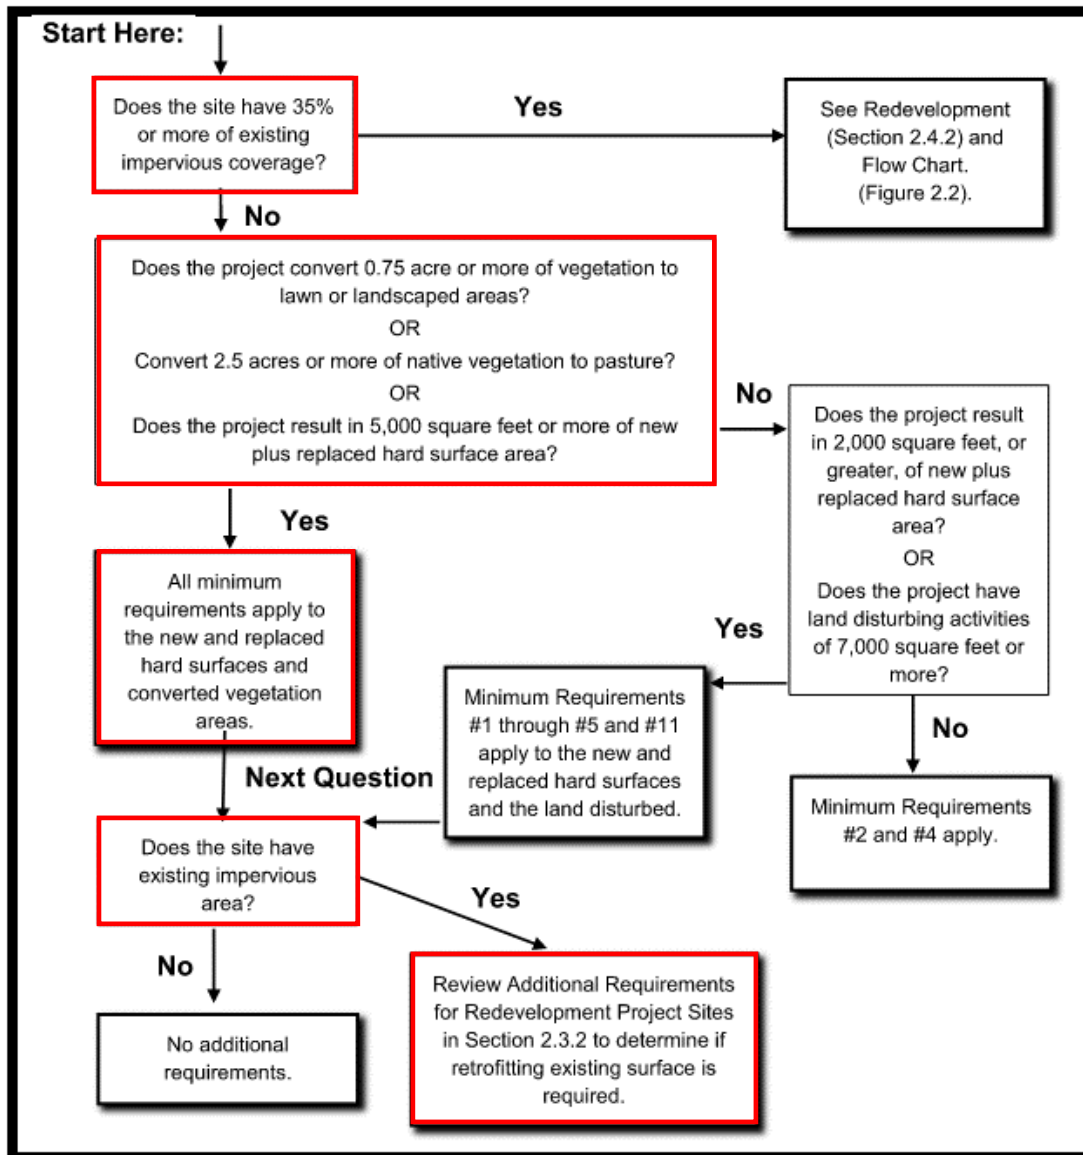 Start Here:
Does the site have 35%
or more of existing
impervious coverage?
Yes
See Redevelopment
(Section 2.4.2) and
Flow Chart.
(Figure 2.2).
No
Does the project convert 0.75 acre or more of vegetation to
lawn or landscaped areas?
OR
Convert 2.5 acres or more of native vegetation to pasture?
OR
Does the project result in 5,000 square feet or more of new
plus replaced hard surface area?
No
Does the project result
in 2,000 square feet, or
greater, of new plus
replaced hard surface
area?
OR
Does the project have
land disturbing activities
of 7,000 square feet or
more?
Yes
All minimum
requirements apply to
the new and replaced
hard surfaces and
converted vegetation
areas.
Yes
Minimum Requirements
#1 through #5 and #11
apply to the new and
replaced hard surfaces
and the land disturbed.
No
Minimum Requirements
#2 and #4 apply.
Next Question
Does the site have
existing impervious
area?
Yes
Review Additional Requirements
for Redevelopment Project Sites
in Section 2.3.2 to determine if
retrofitting existing surface is
required.
No
No additional
requirements.